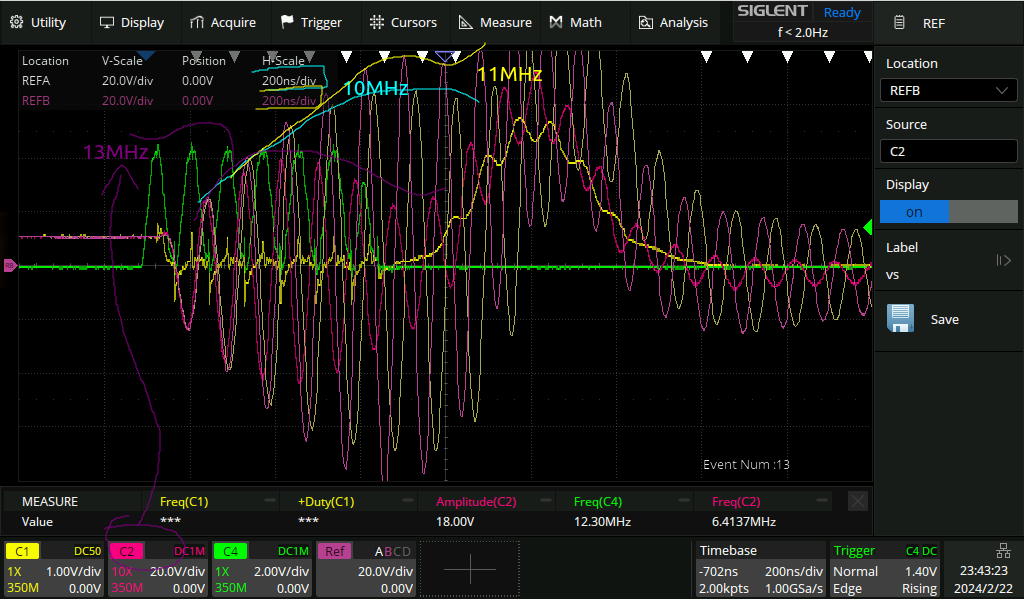 Utility Display Acquire Trigger Cursors Measure Math Analysis SIGLENT Ready REF
f < 2.0Hz
Location V-Scale Position H-Scale
REFA 20.0V/div 0.00V 200ns/div
REFB 20.0V/div 0.00V 200ns/div
10MHz
11MHz
13MHz
Location
REFB
Source
C2
Display
on
Label
vs
Save
Event Num :13
MEASURE Freq(C1) +Duty(C1) Amplitude(C2) Freq(C4) Freq(C2)
Value *** *** 18.00V 12.30MHz 6.4137MHz
C1 DC50
1X 1.00V/div
350M 0.00V
C2 DC1M
10X 20.0V/div
350M 0.00V
C4 DC1M
1X 2.00V/div
350M 0.00V
Ref ABCD
20.0V/div
0.00V
Timebase
-702ns 200ns/div
2.00kpts 1.00GSa/s
Trigger C4 DC
Normal 1.40V
Edge Rising
23:43:23
2024/2/22